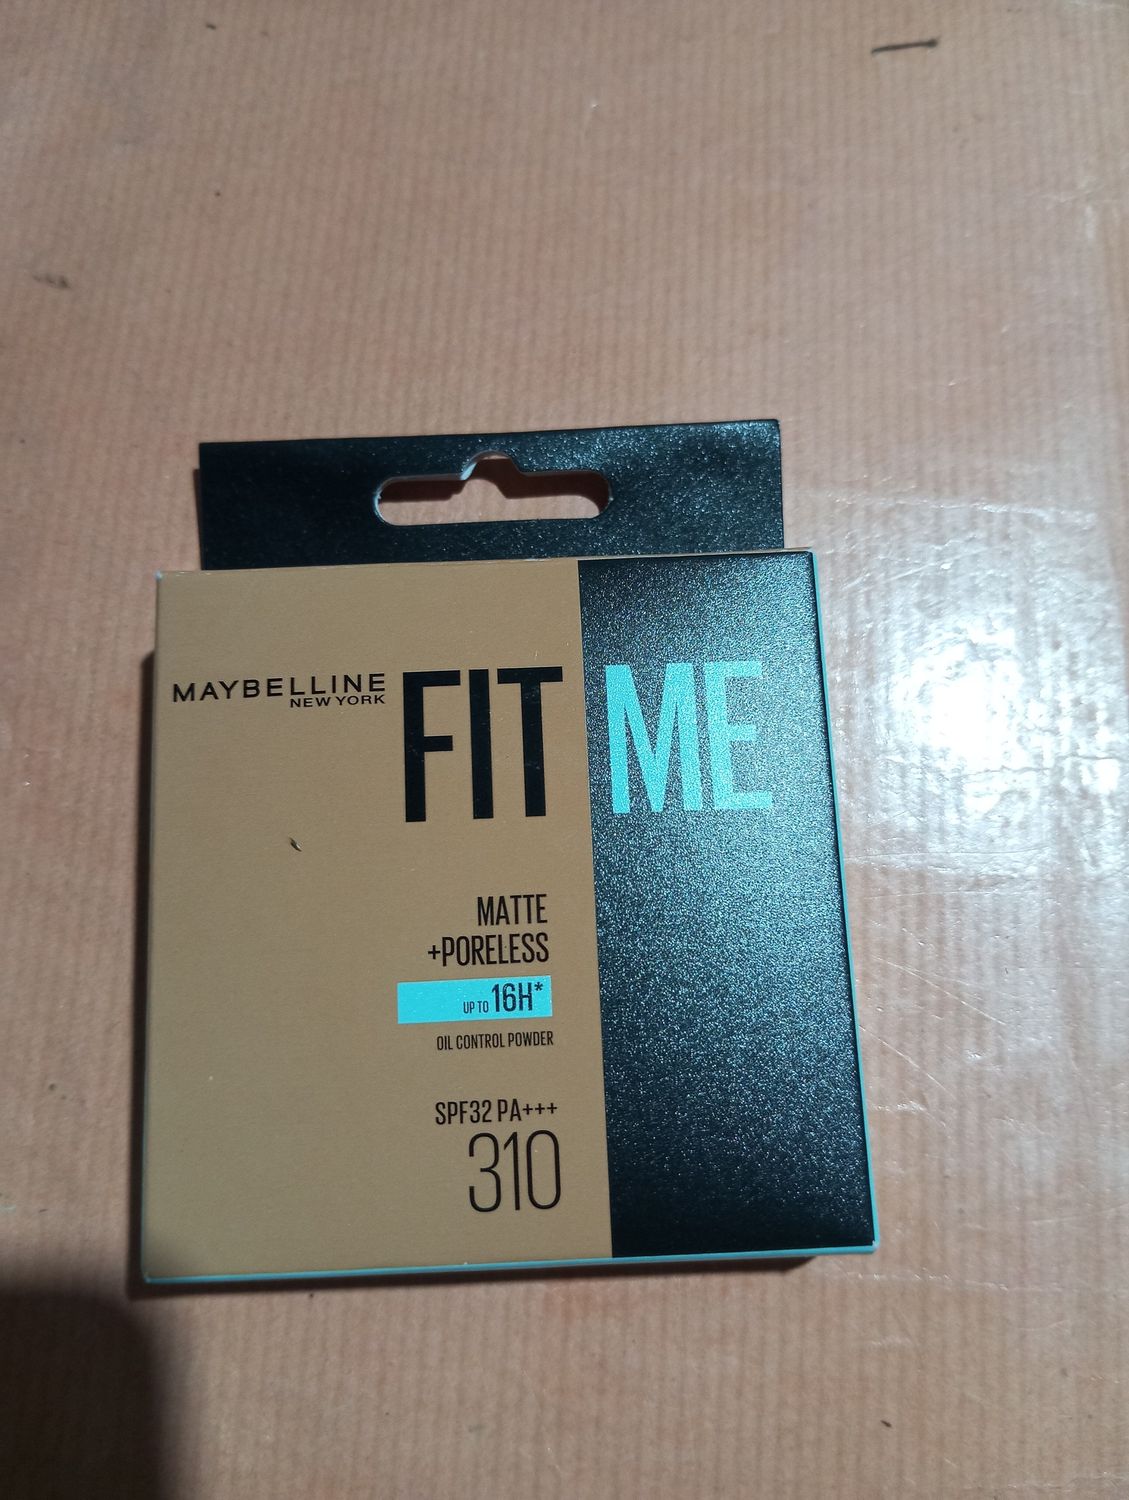 MAYBELLINE
NEW YORK
FIT ME
MATTE
+PORELESS
UP TO 16H*
OIL CONTROL POWDER
SPF32 PA+++
310